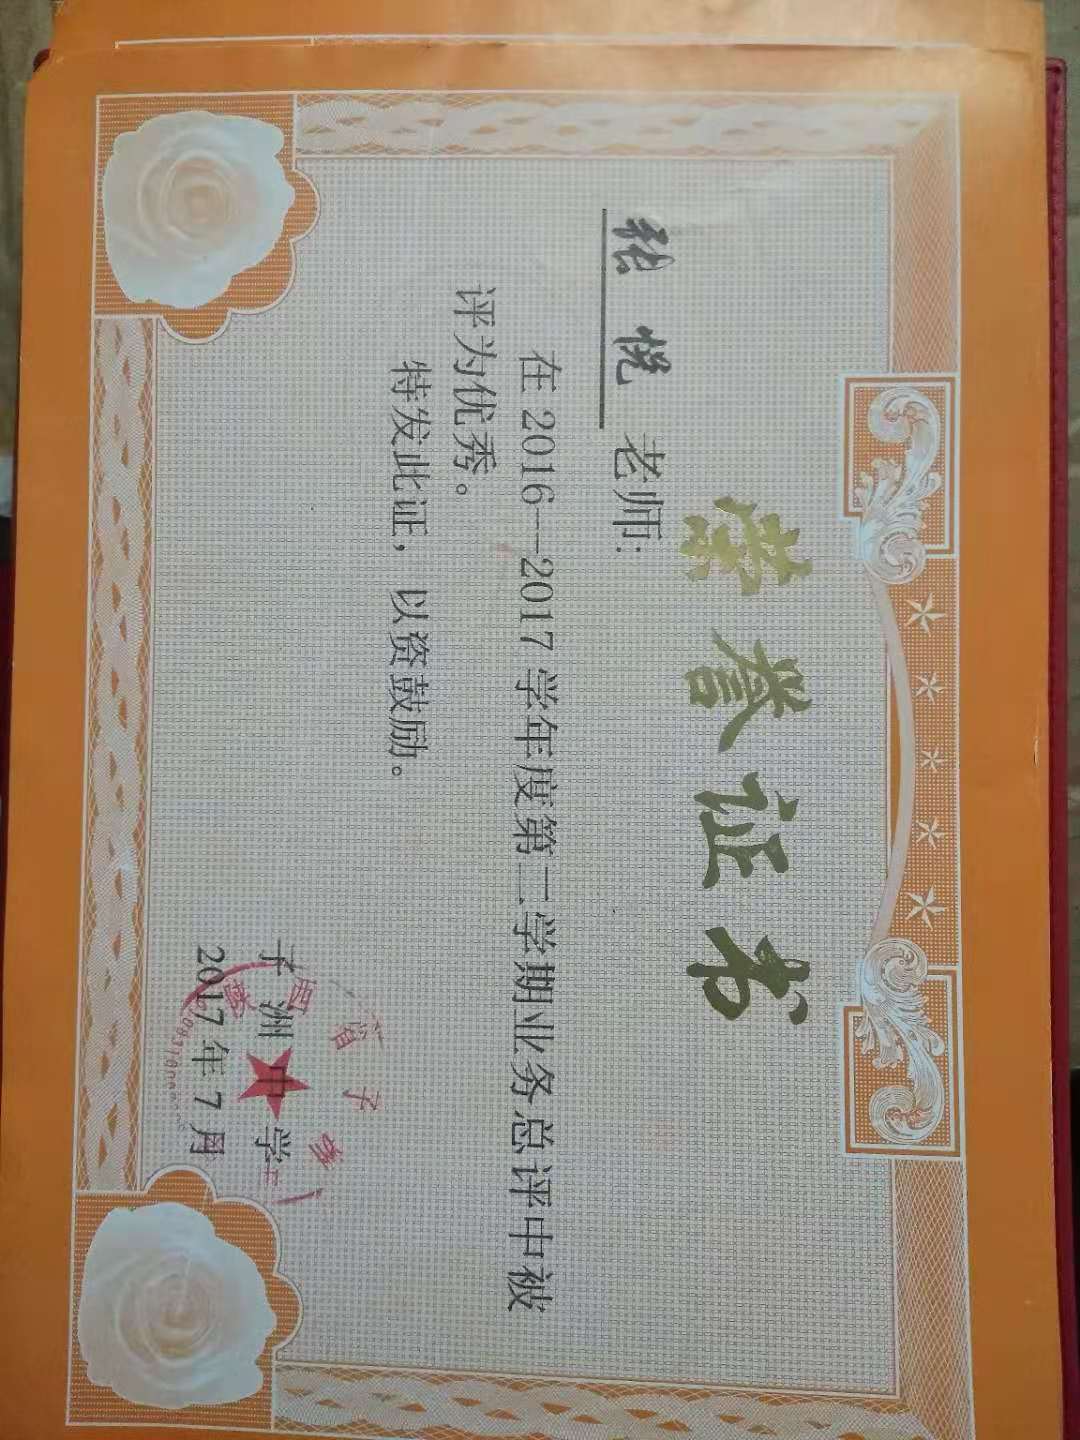 荣誉证书
张悦老师:
在2016—2017学年度第二学期业务总评中被
评为优秀。
特发此证，以资鼓励。
子洲中学
2017年7月